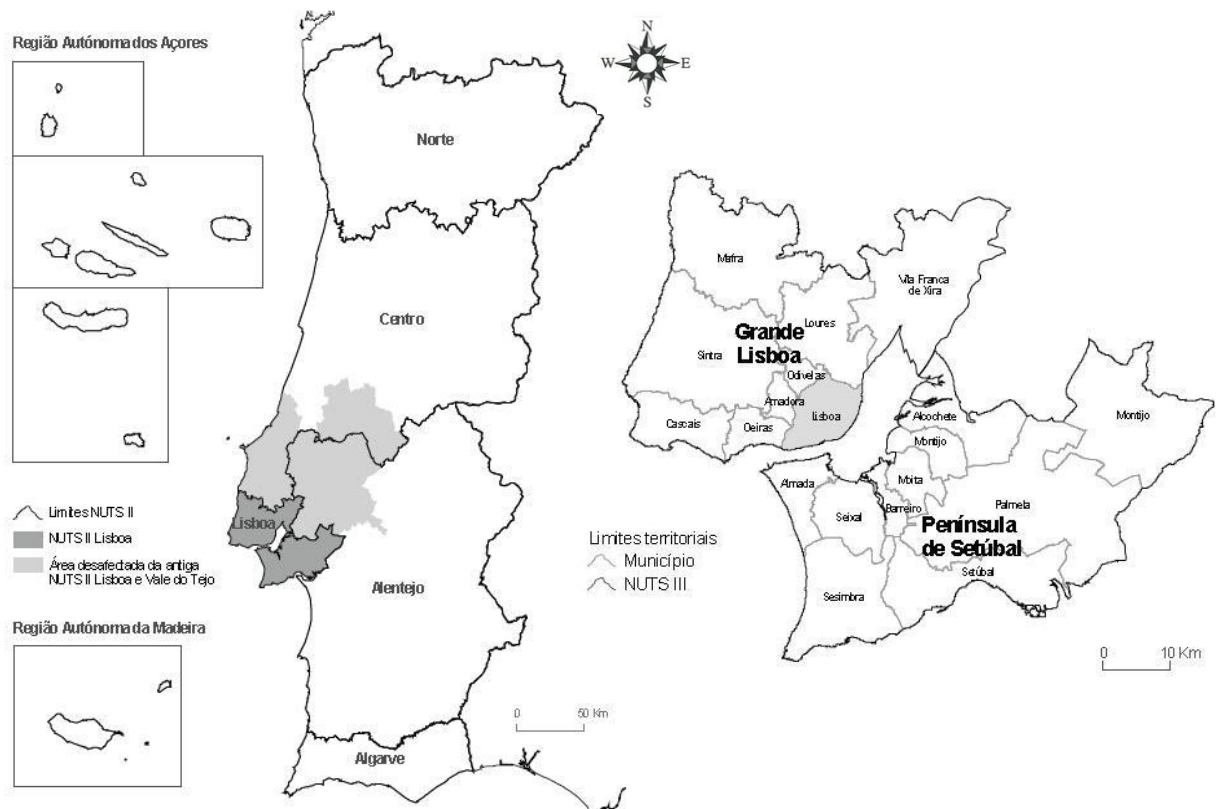 Região Autónoma dos Açores
N
W
E
S
Norte
Centro
Lisboa
Alentejo
Algarve
Limites NUTS II
NUTS II Lisboa
Área desafectada da antiga
NUTS II Lisboa e Vale do Tejo
Região Autónoma da Madeira
0 50 Km
Mafra
Vila Franca
de Xira
Loures
Grande
Lisboa
Sintra
Odivelas
Amadora
Lisboa
Cascais
Oeiras
Alcochete
Montijo
Montijo
Moita
Almada
Seixal
Barreiro
Palmela
Península
de Setúbal
Setúbal
Sesimbra
Limites territoriais
Município
NUTS III
0 10 Km